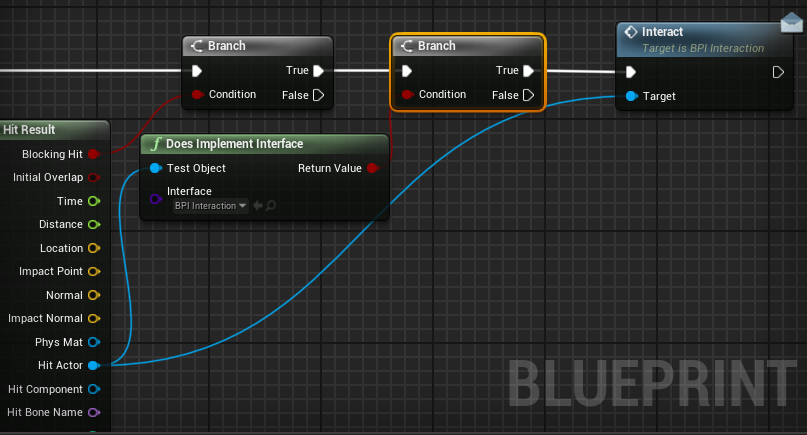 Branch
True
Condition
False
Branch
True
Condition
False
Interact
Target is BPI Interaction
Target
Hit Result
Blocking Hit
Initial Overlap
Time
Distance
Location
Impact Point
Normal
Impact Normal
Phys Mat
Hit Actor
Hit Component
Hit Bone Name
f Does Implement Interface
Test Object
Return Value
Interface
BPI Interaction
BLUEPRINT